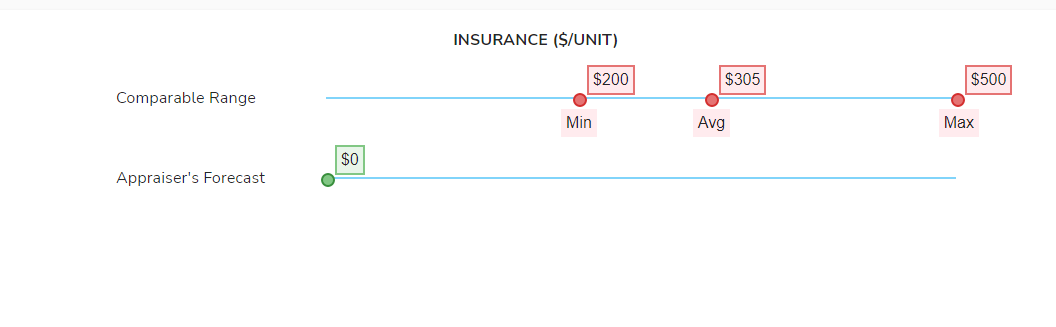 INSURANCE ($/UNIT)
Comparable Range
$200
$305
$500
Min
Avg
Max
Appraiser's Forecast
$0